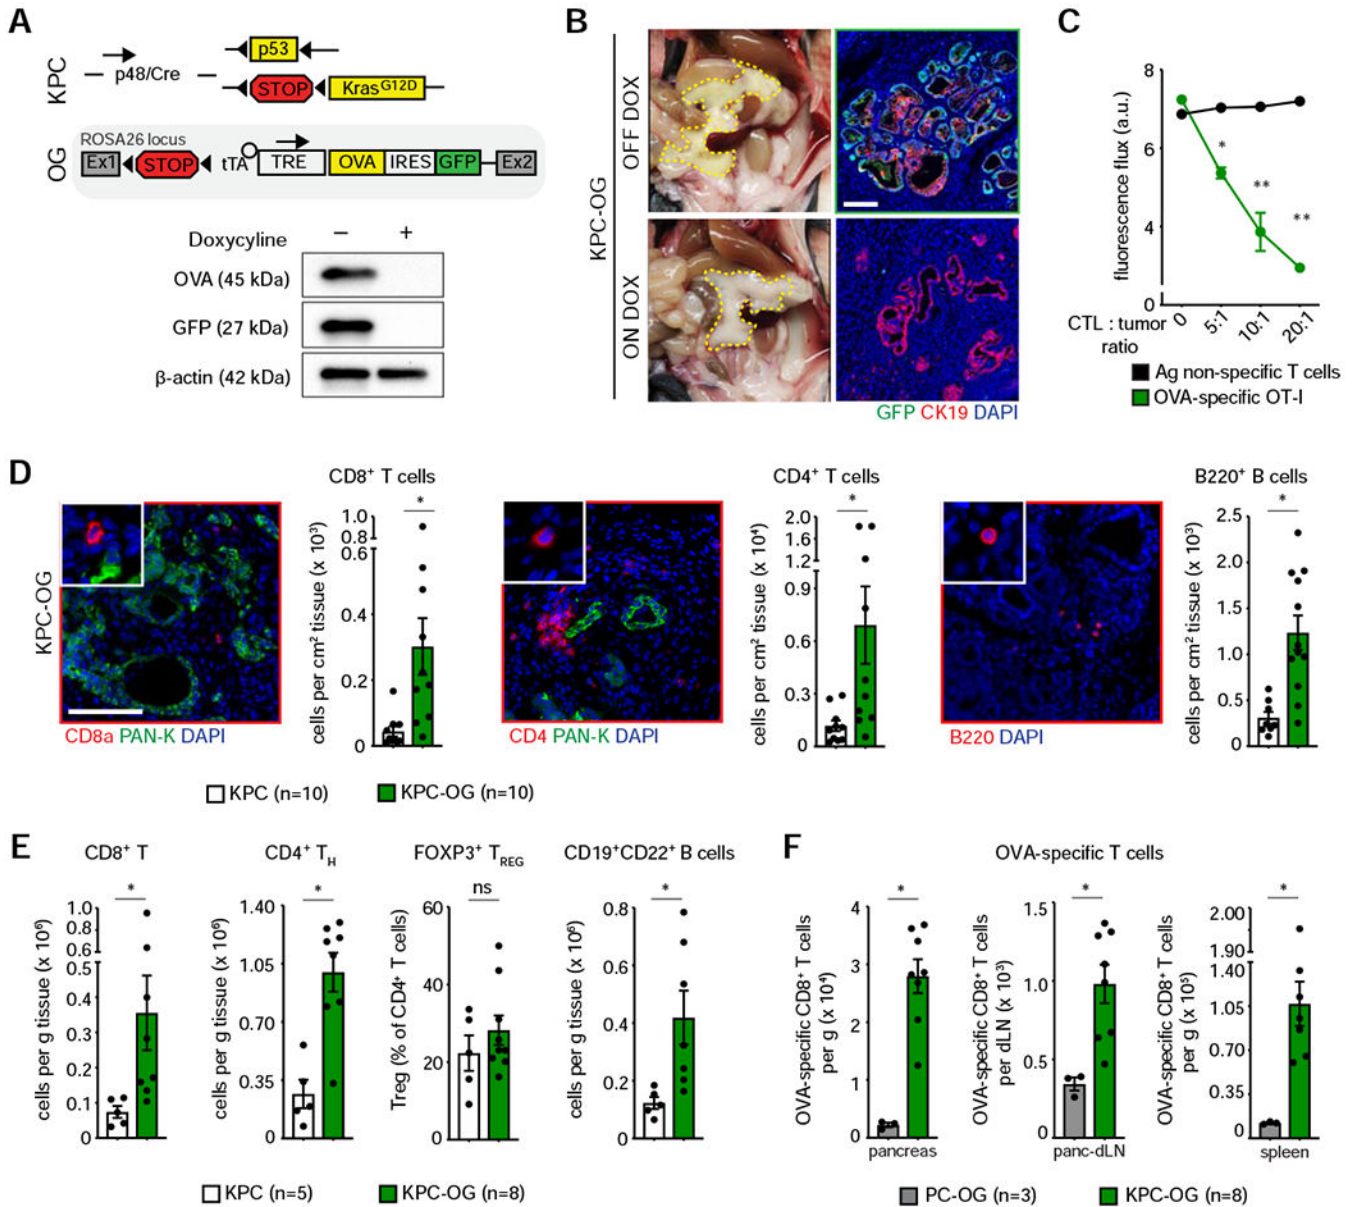 A
KPC
p48/Cre
p53
STOP
Kras^G12D
OG
ROSA26 locus
Ex1
STOP
tTA
TRE
OVA
IRES
GFP
Ex2
Doxycyline
−
+
OVA (45 kDa)
GFP (27 kDa)
β-actin (42 kDa)
B
KPC-OG
OFF DOX
ON DOX
GFP CK19 DAPI
C
fluorescence flux (a.u.)
8
4
0
*
**
**
CTL : tumor
ratio
0
5:1
10:1
20:1
Ag non-specific T cells
OVA-specific OT-I
D
KPC-OG
CD8a PAN-K DAPI
CD8⁺ T cells
*
cells per cm² tissue (x 10³)
1.0
0.8
0.6
0.4
0.2
0
CD4 PAN-K DAPI
CD4⁺ T cells
*
cells per cm² tissue (x 10⁴)
2.0
1.6
1.2
0.9
0.6
0.3
0
B220 DAPI
B220⁺ B cells
*
cells per cm² tissue (x 10³)
2.5
2.0
1.5
1.0
0.5
0
KPC (n=10)
KPC-OG (n=10)
E
CD8⁺ T
*
cells per g tissue (x 10⁶)
1.0
0.8
0.6
0.5
0.4
0.3
0.2
0.1
0
CD4⁺ T_H
*
cells per g tissue (x 10⁶)
1.40
1.05
0.70
0.35
0
FOXP3⁺ T_REG
ns
Treg (% of CD4⁺ T cells)
60
40
20
0
CD19⁺CD22⁺ B cells
*
cells per g tissue (x 10⁶)
0.8
0.6
0.4
0.2
0
KPC (n=5)
KPC-OG (n=8)
F
OVA-specific T cells
*
OVA-specific CD8⁺ T cells
per g (x 10⁴)
4
3
2
1
0
pancreas
*
OVA-specific CD8⁺ T cells
per dLN (x 10³)
1.5
1.0
0.5
0
panc-dLN
*
OVA-specific CD8⁺ T cells
per g (x 10⁵)
2.00
1.90
1.40
1.05
0.70
0.35
0
spleen
PC-OG (n=3)
KPC-OG (n=8)